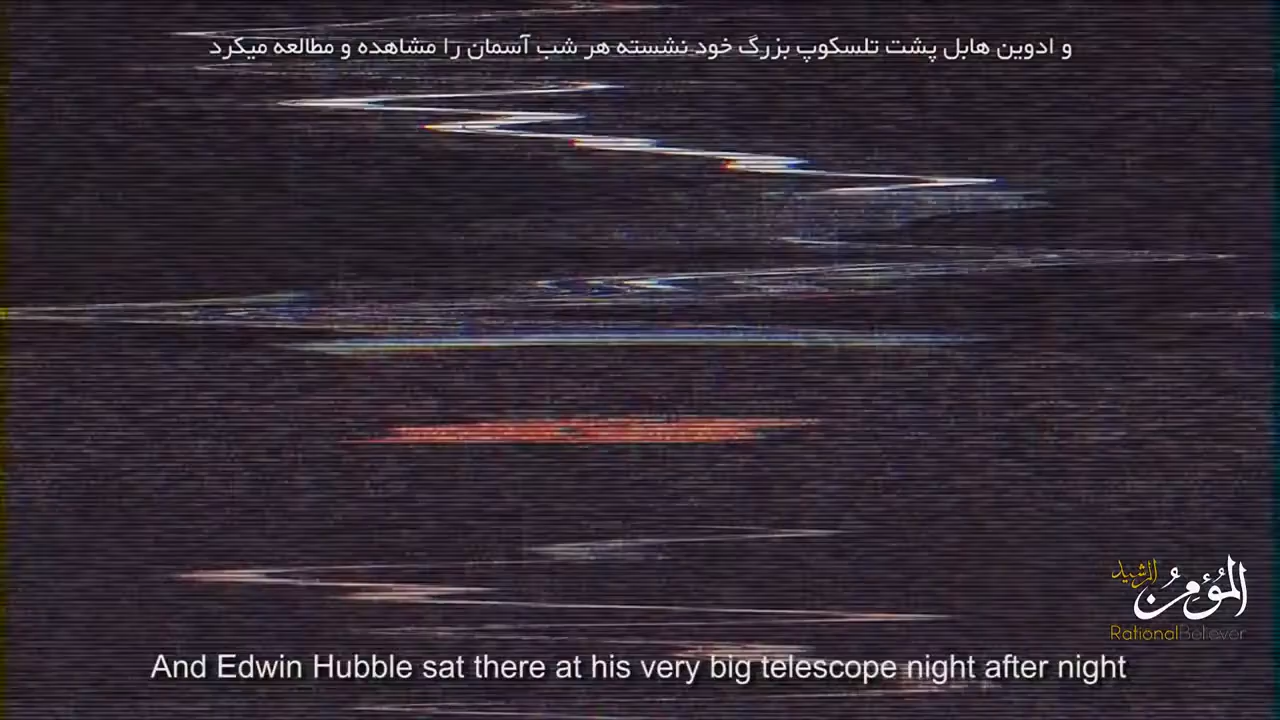 و ادوین هابل پشت تلسکوپ بزرگ خود نشسته هر شب آسمان را مشاهده و مطالعه میکرد
المؤمن الرشيد
RationalBeliever
And Edwin Hubble sat there at his very big telescope night after night